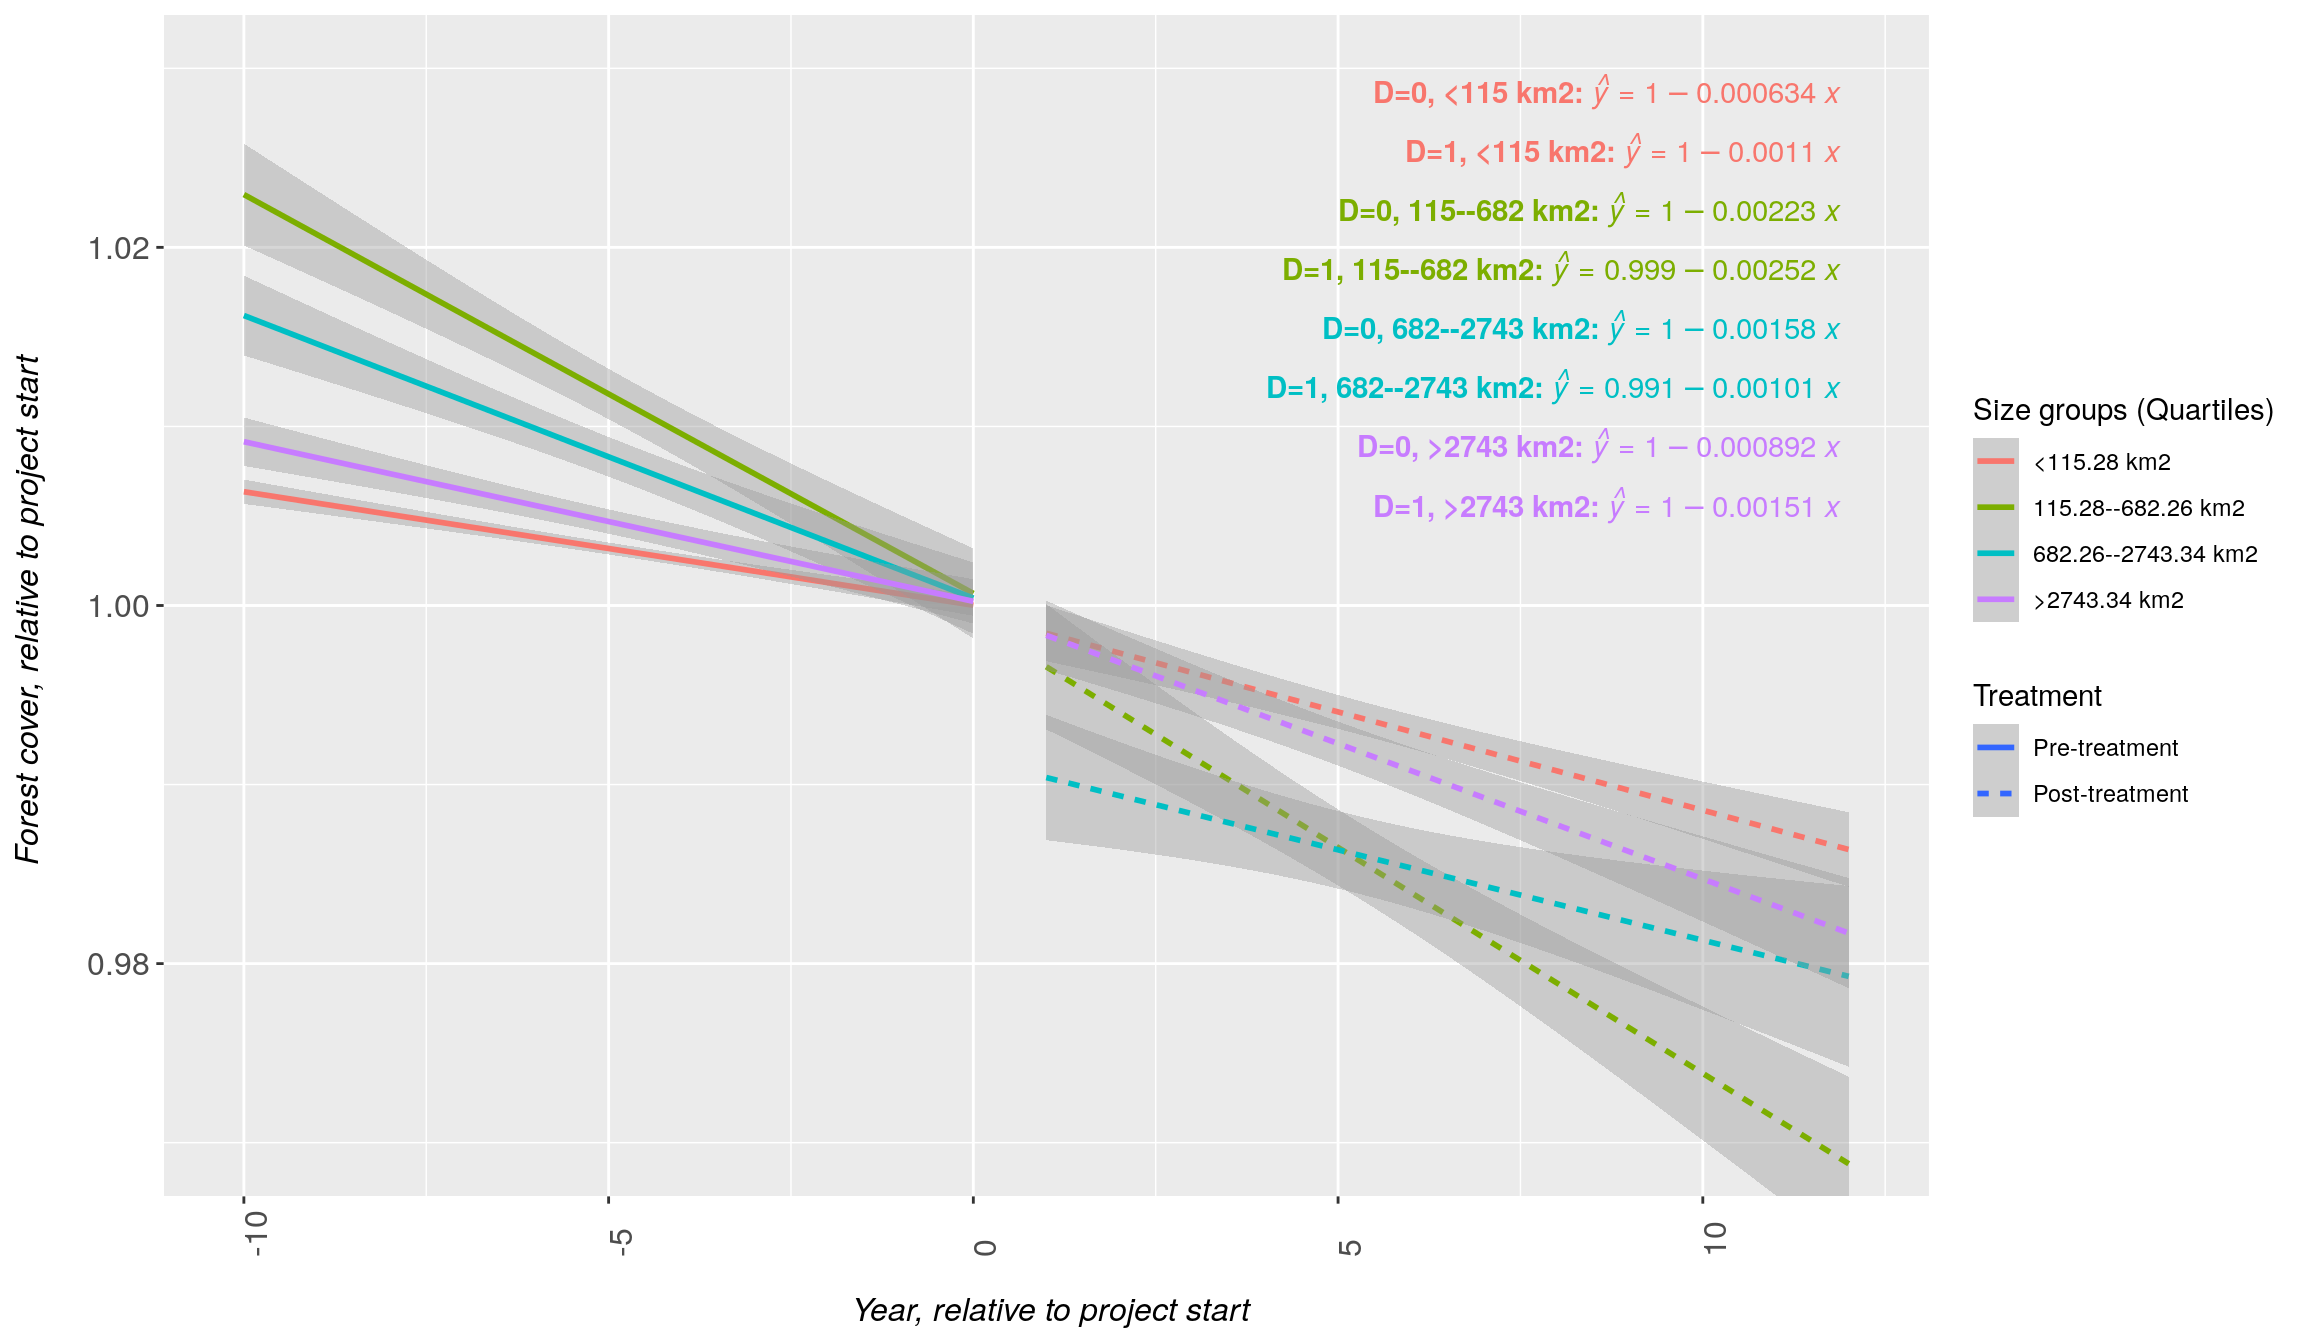 D=0, <115 km2: ŷ = 1 − 0.000634 x
D=1, <115 km2: ŷ = 1 − 0.0011 x
D=0, 115--682 km2: ŷ = 1 − 0.00223 x
D=1, 115--682 km2: ŷ = 0.999 − 0.00252 x
D=0, 682--2743 km2: ŷ = 1 − 0.00158 x
D=1, 682--2743 km2: ŷ = 0.991 − 0.00101 x
D=0, >2743 km2: ŷ = 1 − 0.000892 x
D=1, >2743 km2: ŷ = 1 − 0.00151 x
1.02
1.00
0.98
Forest cover, relative to project start
-10
-5
0
5
10
Year, relative to project start
Size groups (Quartiles)
<115.28 km2
115.28--682.26 km2
682.26--2743.34 km2
>2743.34 km2
Treatment
Pre-treatment
Post-treatment